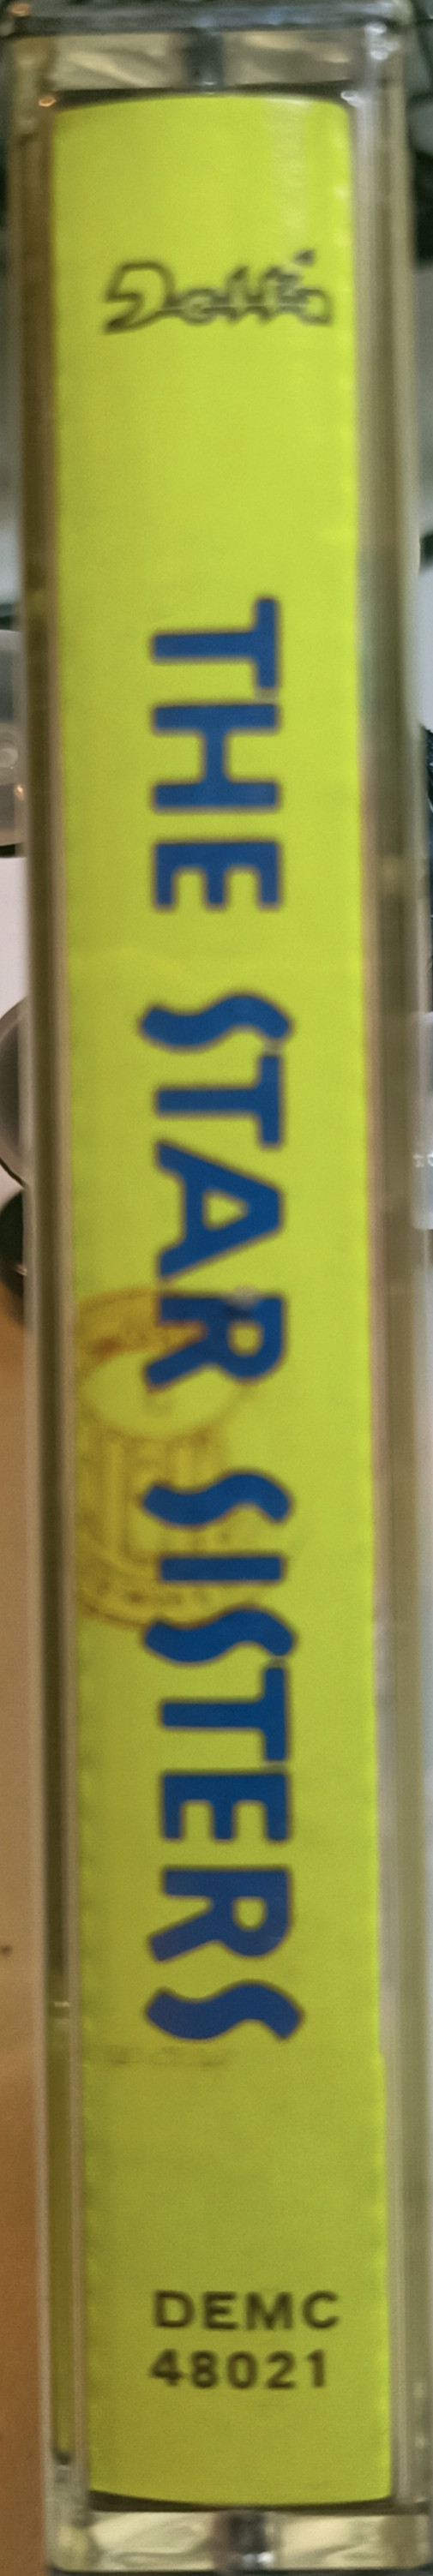 Delta
THE STAR SISTERS
DEMC
48021